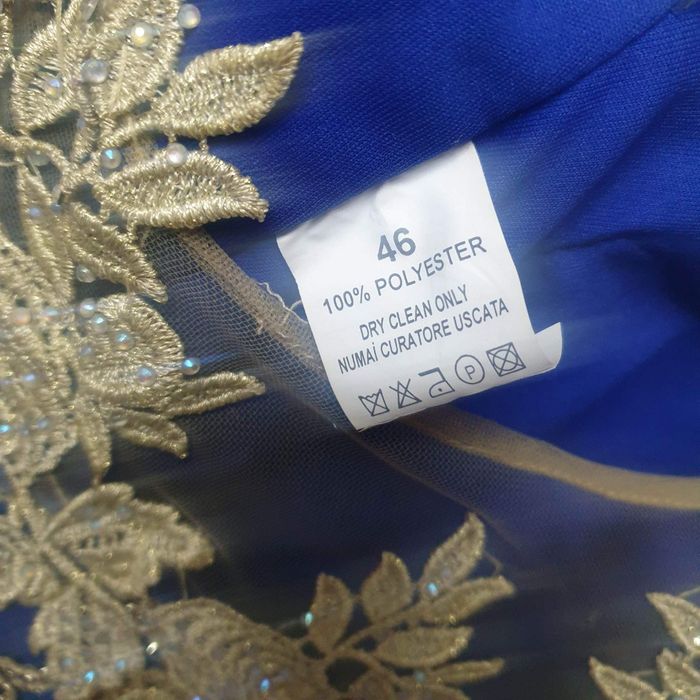 46
100% POLYESTER
DRY CLEAN ONLY
NUMAİ CURATORE USCATA
P